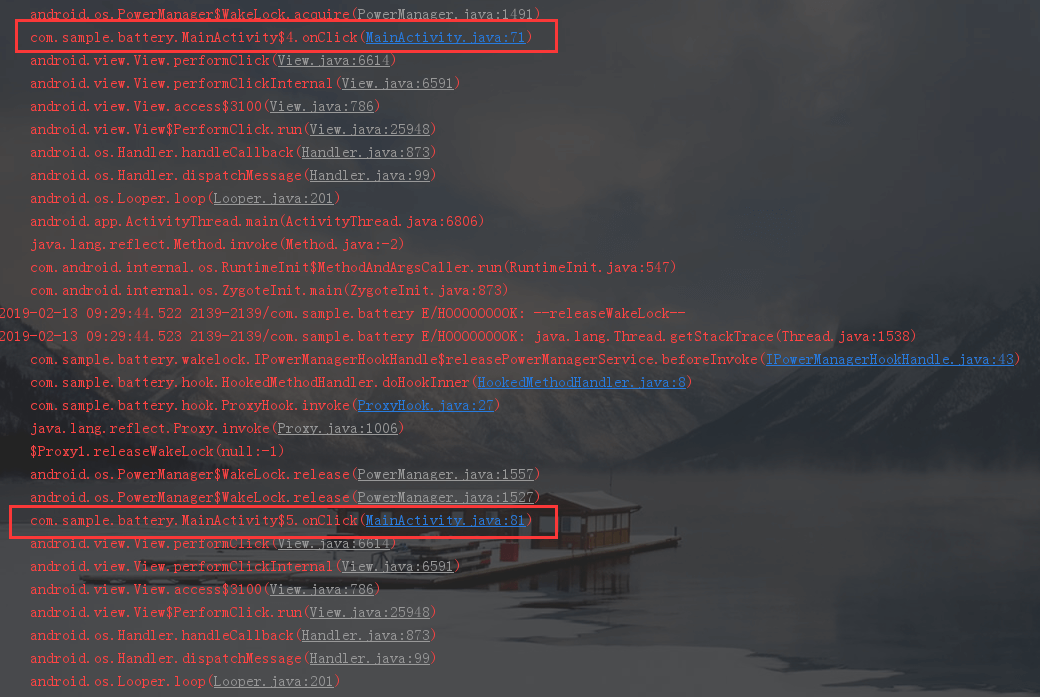 android.os.PowerManager$WakeLock.acquire(PowerManager.java:1491)
com.sample.battery.MainActivity$4.onClick(MainActivity.java:71)
android.view.View.performClick(View.java:6614)
android.view.View.performClickInternal(View.java:6591)
android.view.View.access$3100(View.java:786)
android.view.View$PerformClick.run(View.java:25948)
android.os.Handler.handleCallback(Handler.java:873)
android.os.Handler.dispatchMessage(Handler.java:99)
android.os.Looper.loop(Looper.java:201)
android.app.ActivityThread.main(ActivityThread.java:6806)
java.lang.reflect.Method.invoke(Method.java:-2)
com.android.internal.os.RuntimeInit$MethodAndArgsCaller.run(RuntimeInit.java:547)
com.android.internal.os.ZygoteInit.main(ZygoteInit.java:873)
2019-02-13 09:29:44.522 2139-2139/com.sample.battery E/HOOOOOOOOK: --releaseWakeLock--
2019-02-13 09:29:44.523 2139-2139/com.sample.battery E/HOOOOOOOOK: java.lang.Thread.getStackTrace(Thread.java:1538)
com.sample.battery.wakelock.IPowerManagerHookHandle$releasePowerManagerService.beforeInvoke(IPowerManagerHookHandle.java:43)
com.sample.battery.hook.HookedMethodHandler.doHookInner(HookedMethodHandler.java:8)
com.sample.battery.hook.ProxyHook.invoke(ProxyHook.java:27)
java.lang.reflect.Proxy.invoke(Proxy.java:1006)
$Proxy1.releaseWakeLock(null:-1)
android.os.PowerManager$WakeLock.release(PowerManager.java:1557)
android.os.PowerManager$WakeLock.release(PowerManager.java:1527)
com.sample.battery.MainActivity$5.onClick(MainActivity.java:81)
android.view.View.performClick(View.java:6614)
android.view.View.performClickInternal(View.java:6591)
android.view.View.access$3100(View.java:786)
android.view.View$PerformClick.run(View.java:25948)
android.os.Handler.handleCallback(Handler.java:873)
android.os.Handler.dispatchMessage(Handler.java:99)
android.os.Looper.loop(Looper.java:201)